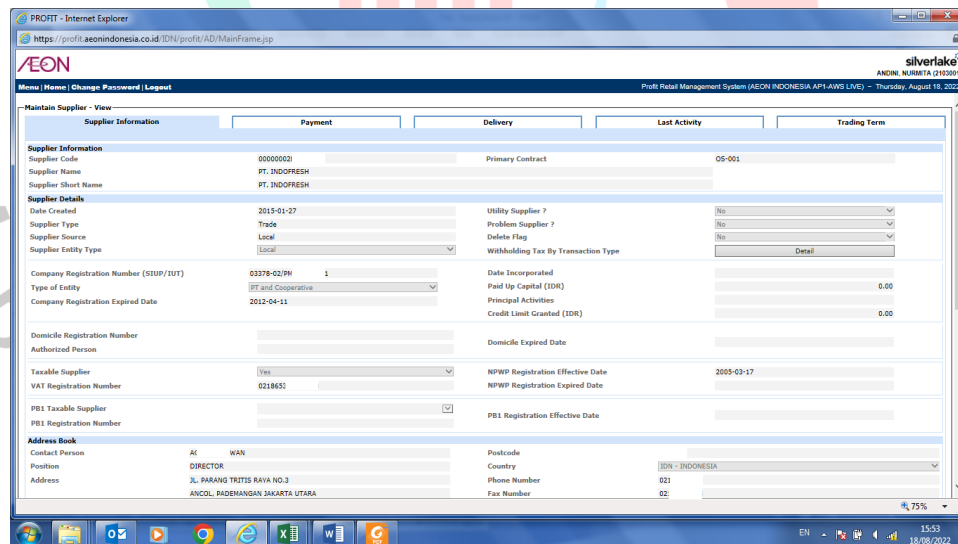 PROFIT - Internet Explorer
https://profit.aeonindonesia.co.id/IDN/profit/AD/MainFrame.jsp
ÆON
silverlake
ANDINI, NURMITA (210300
Menu | Home | Change Password | Logout Profit Retail Management System (AEON INDONESIA AP1-AWS LIVE) - Thursday, August 18, 2022
Maintain Supplier - View
Supplier Information Payment Delivery Last Activity Trading Term
Supplier Information
Supplier Code 00000002 Primary Contract OS-001
Supplier Name PT. INDOFRESH
Supplier Short Name PT. INDOFRESH
Supplier Details
Date Created 2015-01-27 Utility Supplier ? No
Supplier Type Trade Problem Supplier ? No
Supplier Source Local Delete Flag No
Supplier Entity Type Local Withholding Tax By Transaction Type Detail
Company Registration Number (SIUP/IUT) 03378-02/PM 1 Date Incorporated
Type of Entity PT and Cooperative Paid Up Capital (IDR) 0.00
Company Registration Expired Date 2012-04-11 Principal Activities
Credit Limit Granted (IDR) 0.00
Domicile Registration Number
Domicile Expired Date
Authorized Person
Taxable Supplier Yes NPWP Registration Effective Date 2005-03-17
VAT Registration Number 021865 NPWP Registration Expired Date
PB1 Taxable Supplier
PB1 Registration Effective Date
PB1 Registration Number
Address Book
Contact Person WAN Postcode
Position DIRECTOR Country IDN - INDONESIA
Address JL. PARANG TRITIS RAYA NO.3 Phone Number 021
ANCOL, PADEMANGAN JAKARTA UTARA Fax Number 02
75%
EN 15:53
18/08/2022